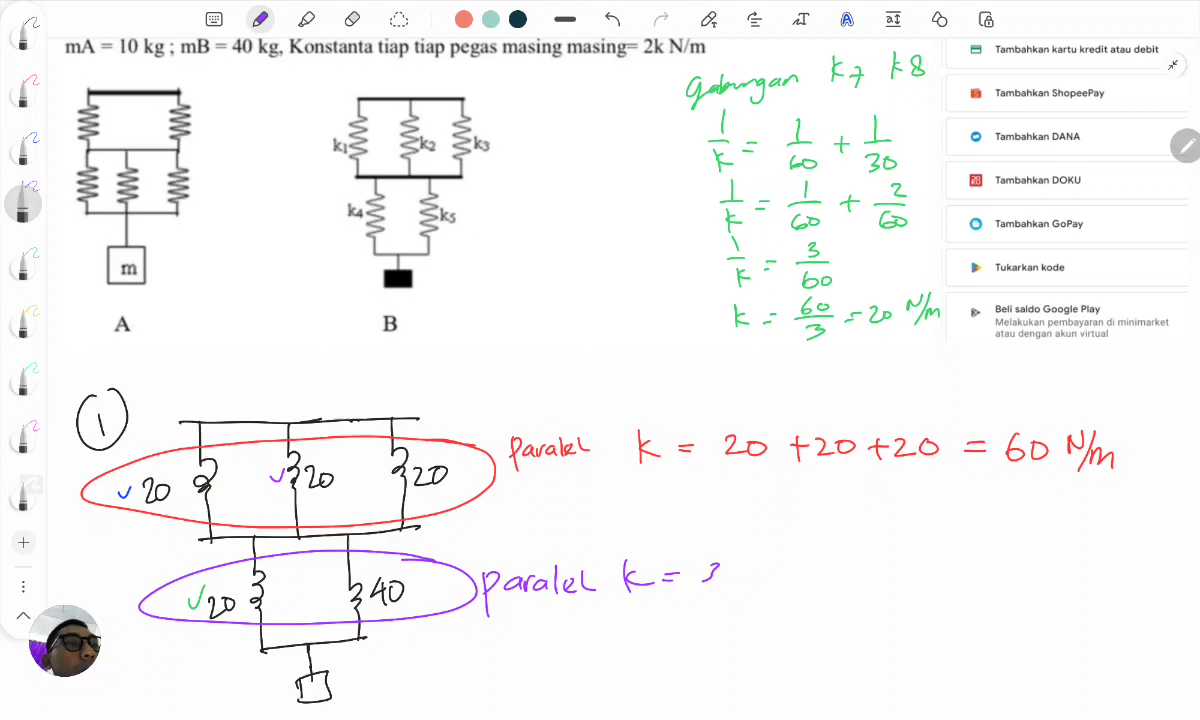 mA = 10 kg ; mB = 40 kg, Konstanta tiap tiap pegas masing masing= 2k N/m
m
A
k1
k2
k3
k4
k5
B
Gabungan k7 k8
1/k = 1/60 + 1/30
1/k = 1/60 + 2/60
1/k = 3/60
k = 60/3 = 20 N/m
Tambahkan kartu kredit atau debit
Tambahkan ShopeePay
Tambahkan DANA
Tambahkan DOKU
Tambahkan GoPay
Tukarkan kode
Beli saldo Google Play
Melakukan pembayaran di minimarket
atau dengan akun virtual
1
20 20 20
paralel k = 20 + 20 + 20 = 60 N/m
20 40
paralel k =